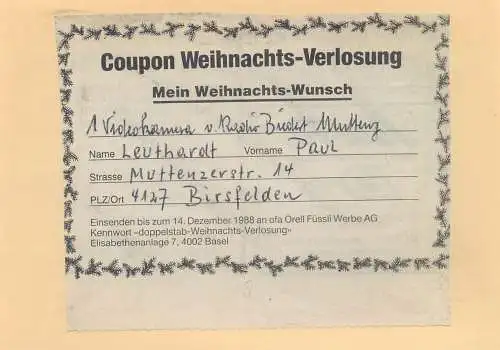 Coupon Weihnachts-Verlosung
Mein Weihnachts-Wunsch
1 Videokamera v. Radio Biedert Muttenz
Name Leuthardt Vorname Paul
Strasse Muttenzerstr. 14
PLZ/Ort 4127 Birsfelden
Einsenden bis zum 14. Dezember 1988 an ofa Orell Füssli Werbe AG
Kennwort «doppelstab-Weihnachts-Verlosung»
Elisabethenanlage 7, 4002 Basel